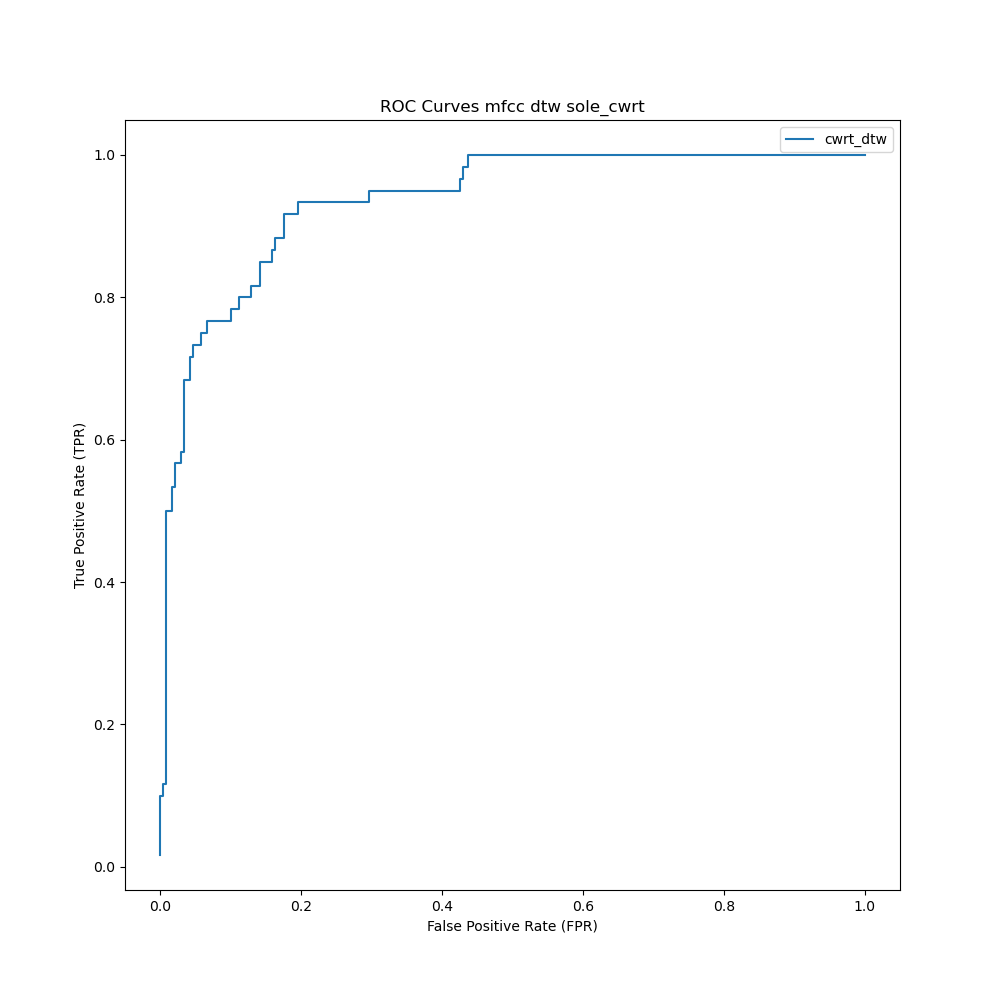 ROC Curves mfcc dtw sole_cwrt
cwrt_dtw
1.0
0.8
0.6
0.4
0.2
0.0
True Positive Rate (TPR)
0.0 0.2 0.4 0.6 0.8 1.0
False Positive Rate (FPR)